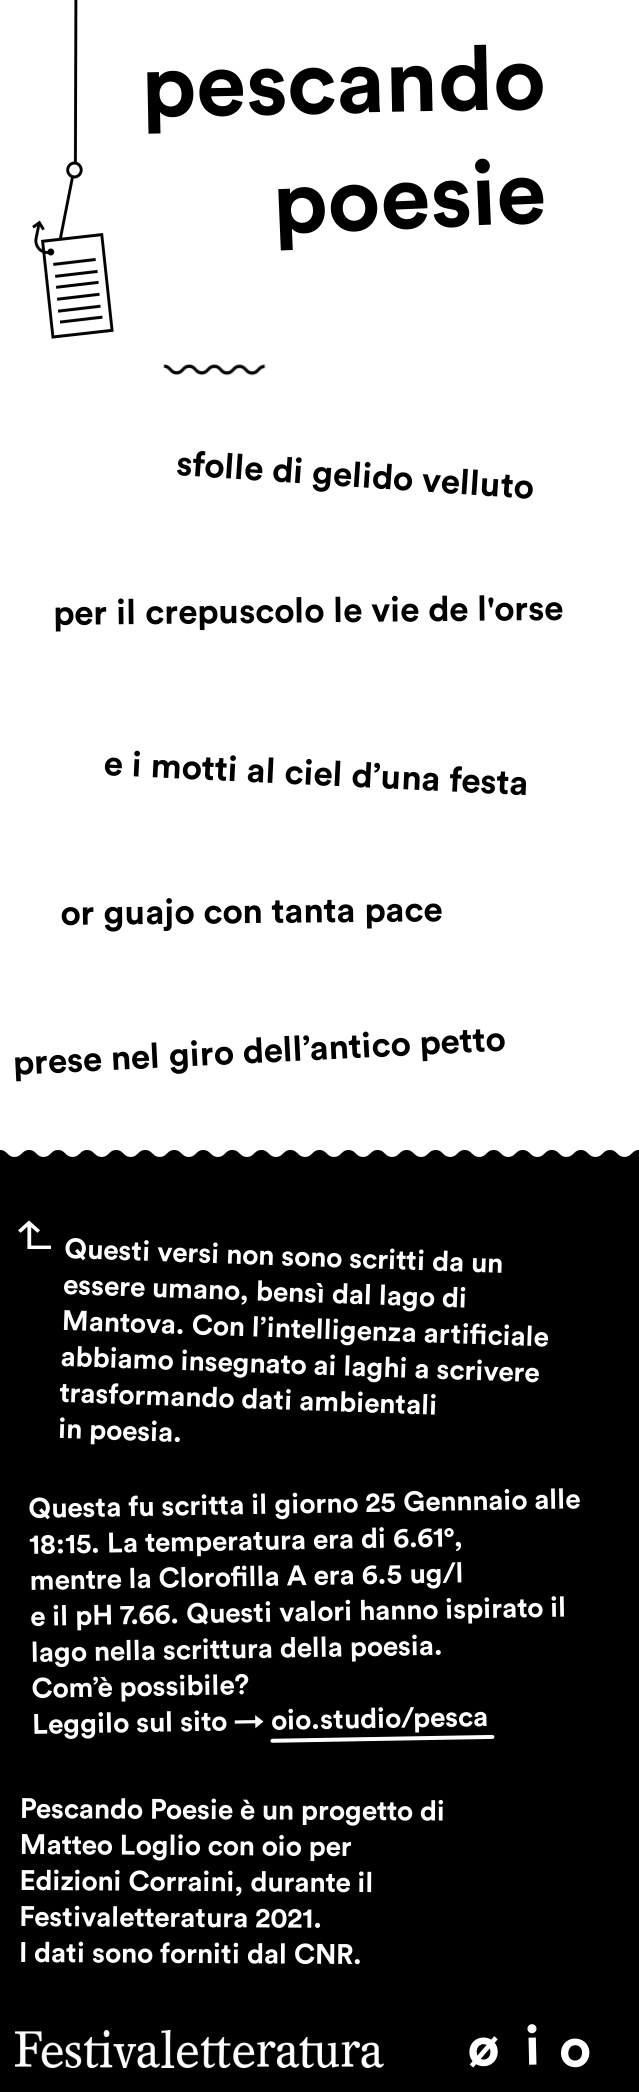 pescando
poesie
sfolle di gelido velluto
per il crepuscolo le vie de l'orse
e i motti al ciel d’una festa
or guajo con tanta pace
prese nel giro dell’antico petto
Questi versi non sono scritti da un
essere umano, bensì dal lago di
Mantova. Con l’intelligenza artificiale
abbiamo insegnato ai laghi a scrivere
trasformando dati ambientali
in poesia.
Questa fu scritta il giorno 25 Gennnaio alle
18:15. La temperatura era di 6.61°,
mentre la Clorofilla A era 6.5 ug/l
e il pH 7.66. Questi valori hanno ispirato il
lago nella scrittura della poesia.
Com’è possibile?
Leggilo sul sito → oio.studio/pesca
Pescando Poesie è un progetto di
Matteo Loglio con oio per
Edizioni Corraini, durante il
Festivaletteratura 2021.
I dati sono forniti dal CNR.
Festivaletteratura ø i o